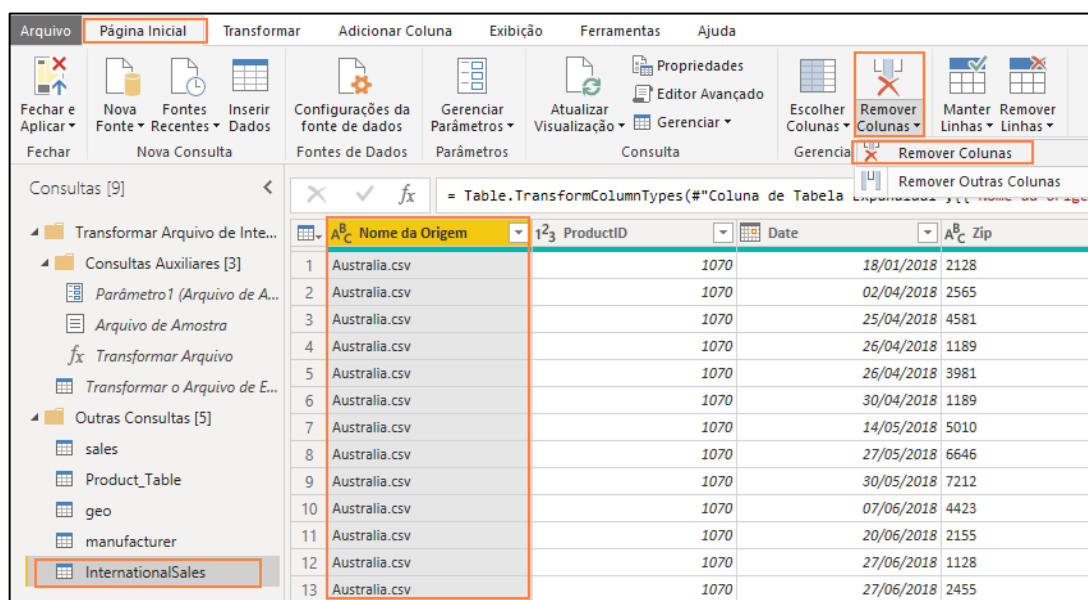 Arquivo Página Inicial Transformar Adicionar Coluna Exibição Ferramentas Ajuda
Fechar e Aplicar
Nova Fonte
Fontes Recentes
Inserir Dados
Configurações da fonte de dados
Gerenciar Parâmetros
Atualizar Visualização
Propriedades
Editor Avançado
Gerenciar
Escolher Colunas
Remover Colunas
Manter Linhas
Remover Linhas
Fechar Nova Consulta Fontes de Dados Parâmetros Consulta Gerencia
Remover Colunas
Remover Outras Colunas
Consultas [9]
fx = Table.TransformColumnTypes(#"Coluna de Tabela
Transformar Arquivo de Inte...
Consultas Auxiliares [3]
Parâmetro1 (Arquivo de A...
Arquivo de Amostra
fx Transformar Arquivo
Transformar o Arquivo de E...
Outras Consultas [5]
sales
Product_Table
geo
manufacturer
InternationalSales
ABC Nome da Origem 123 ProductID Date ABC Zip
1 Australia.csv 1070 18/01/2018 2128
2 Australia.csv 1070 02/04/2018 2565
3 Australia.csv 1070 25/04/2018 4581
4 Australia.csv 1070 26/04/2018 1189
5 Australia.csv 1070 26/04/2018 3981
6 Australia.csv 1070 30/04/2018 1189
7 Australia.csv 1070 14/05/2018 5010
8 Australia.csv 1070 27/05/2018 6646
9 Australia.csv 1070 30/05/2018 7212
10 Australia.csv 1070 07/06/2018 4423
11 Australia.csv 1070 20/06/2018 2155
12 Australia.csv 1070 27/06/2018 1128
13 Australia.csv 1070 27/06/2018 2455